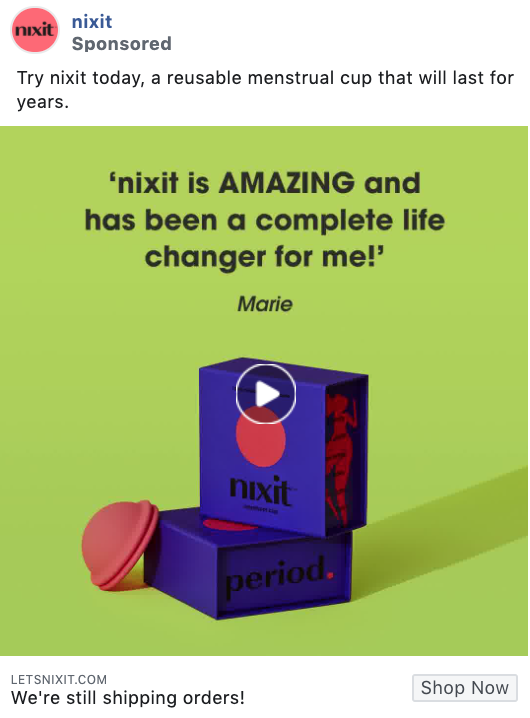 nixit
nixit
Sponsored
Try nixit today, a reusable menstrual cup that will last for
years.
‘nixit is AMAZING and
has been a complete life
changer for me!’
Marie
nixit
period.
LETSNIXIT.COM
We're still shipping orders!
Shop Now